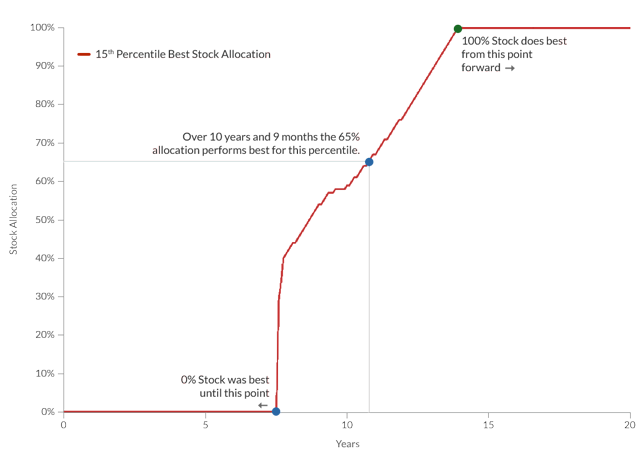 100%
90%
80%
70%
60%
50%
40%
30%
20%
10%
0%
Stock Allocation
15th Percentile Best Stock Allocation
100% Stock does best
from this point
forward →
Over 10 years and 9 months the 65%
allocation performs best for this percentile.
0% Stock was best
until this point
←
0
5
10
15
20
Years